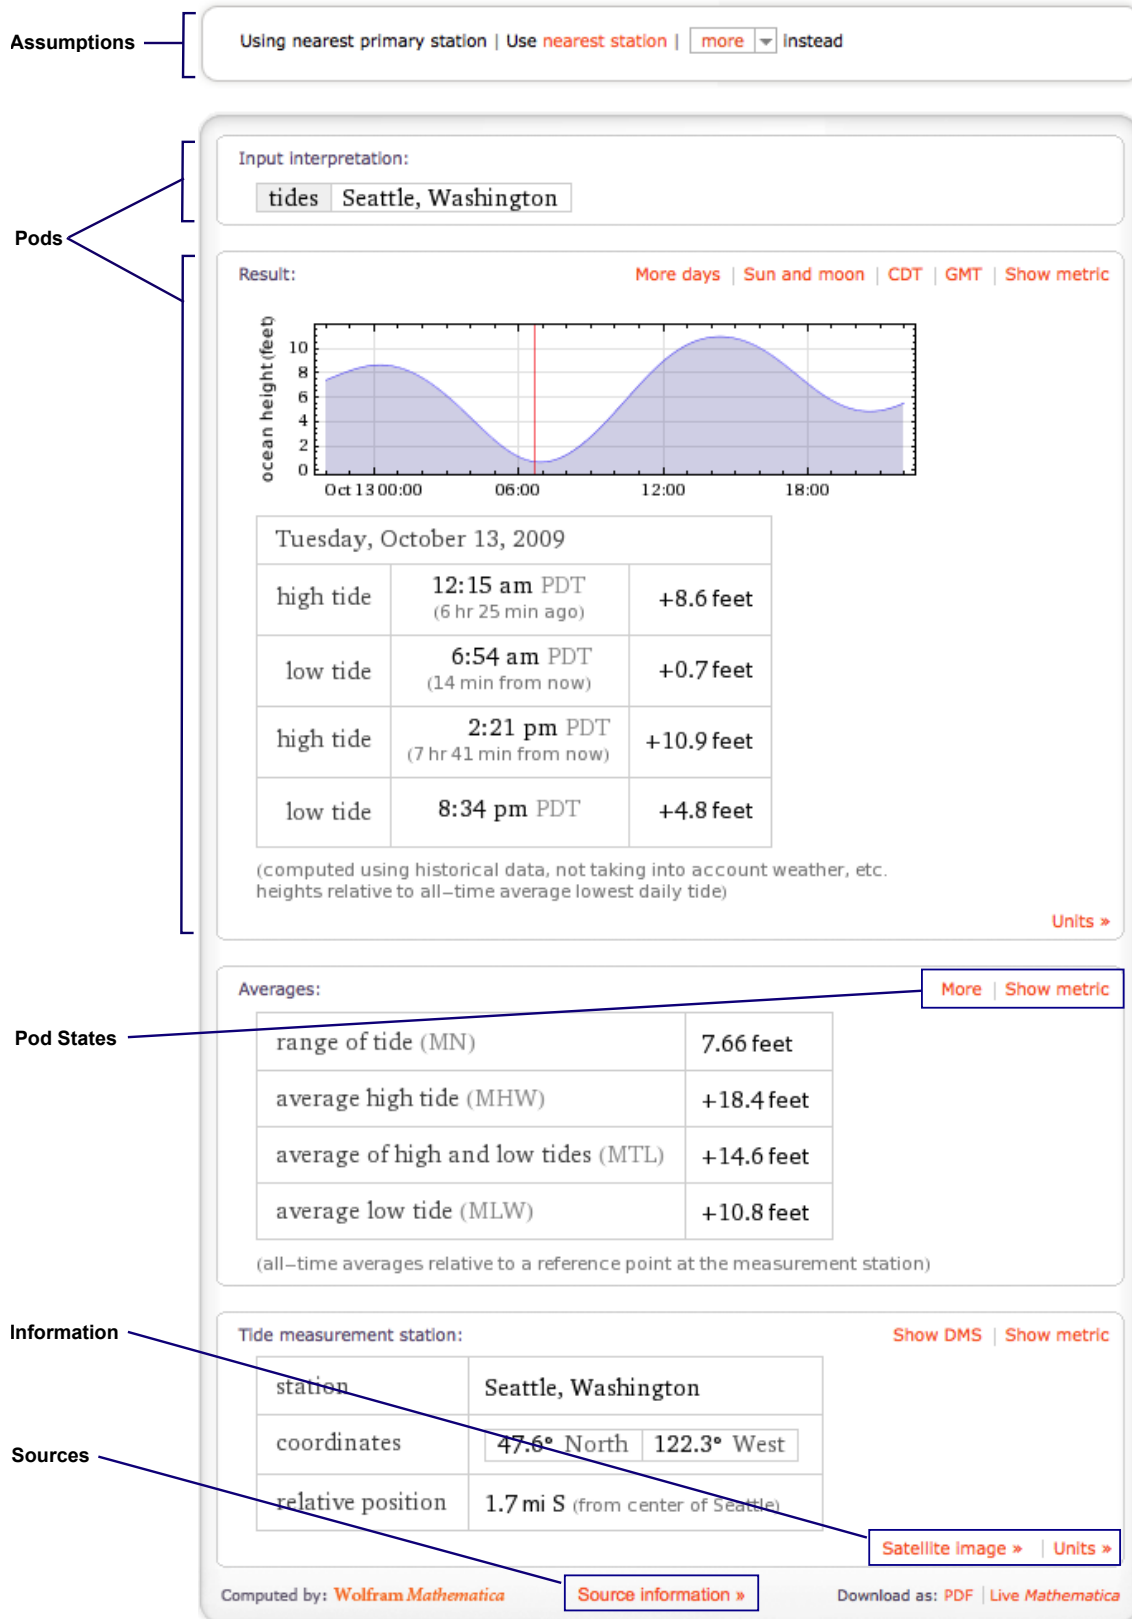 Assumptions
Using nearest primary station | Use nearest station | more instead
Input interpretation:
tides Seattle, Washington
Pods
Result: More days | Sun and moon | CDT | GMT | Show metric
ocean height (feet)
10
8
6
4
2
0
Oct 13 00:00 06:00 12:00 18:00
Tuesday, October 13, 2009
high tide 12:15 am PDT +8.6 feet
(6 hr 25 min ago)
low tide 6:54 am PDT +0.7 feet
(14 min from now)
high tide 2:21 pm PDT +10.9 feet
(7 hr 41 min from now)
low tide 8:34 pm PDT +4.8 feet
(computed using historical data, not taking into account weather, etc.
heights relative to all–time average lowest daily tide)
Units »
Averages: More | Show metric
Pod States
range of tide (MN) 7.66 feet
average high tide (MHW) +18.4 feet
average of high and low tides (MTL) +14.6 feet
average low tide (MLW) +10.8 feet
(all–time averages relative to a reference point at the measurement station)
Information
Tide measurement station: Show DMS | Show metric
station Seattle, Washington
coordinates 47.6° North 122.3° West
Sources
relative position 1.7 mi S (from center of Seattle)
Satellite image » | Units »
Computed by: Wolfram Mathematica Source information » Download as: PDF | Live Mathematica